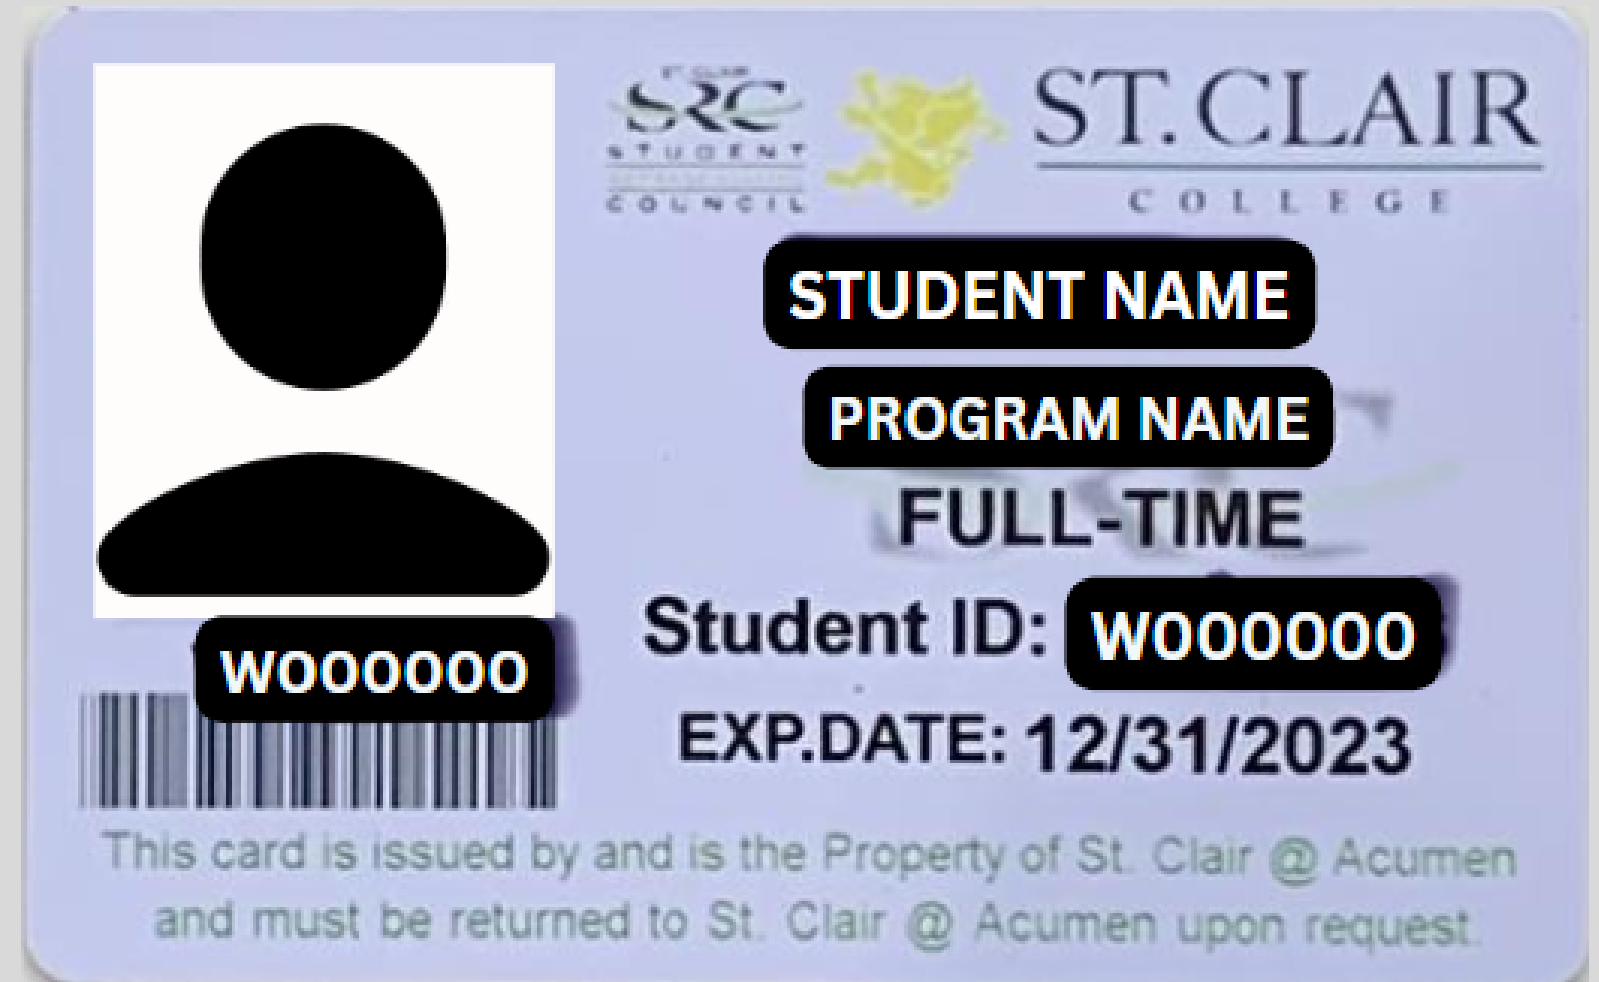 ST. CLAIR
SRC
STUDENT
COUNCIL
ST. CLAIR
COLLEGE
STUDENT NAME
PROGRAM NAME
FULL-TIME
Student ID: W000000
W000000
EXP.DATE: 12/31/2023
This card is issued by and is the Property of St. Clair @ Acumen
and must be returned to St. Clair @ Acumen upon request.